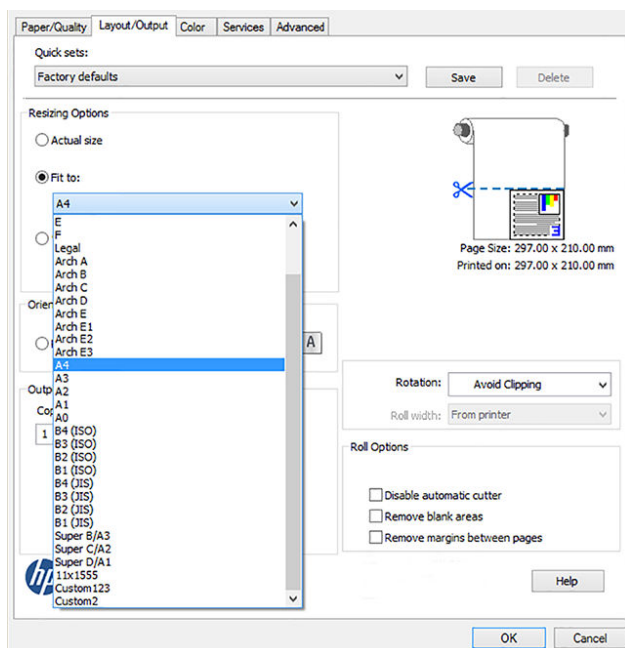 Paper/Quality Layout/Output Color Services Advanced
Quick sets:
Factory defaults Save Delete
Resizing Options
Actual size
Fit to:
A4
E
F
Legal
Arch A
Arch B
Arch C
Arch D
Arch E
Arch E1
Arch E2
Arch E3
A4
A3
A2
A1
A0
B4 (ISO)
B3 (ISO)
B2 (ISO)
B1 (ISO)
B4 (JIS)
B3 (JIS)
B2 (JIS)
B1 (JIS)
Super B/A3
Super C/A2
Super D/A1
11x1555
Custom123
Custom2
Orien
A
Outp
Cop
1
E
Page Size: 297.00 x 210.00 mm
Printed on: 297.00 x 210.00 mm
Rotation: Avoid Clipping
Roll width: From printer
Roll Options
Disable automatic cutter
Remove blank areas
Remove margins between pages
hp
Help
OK Cancel